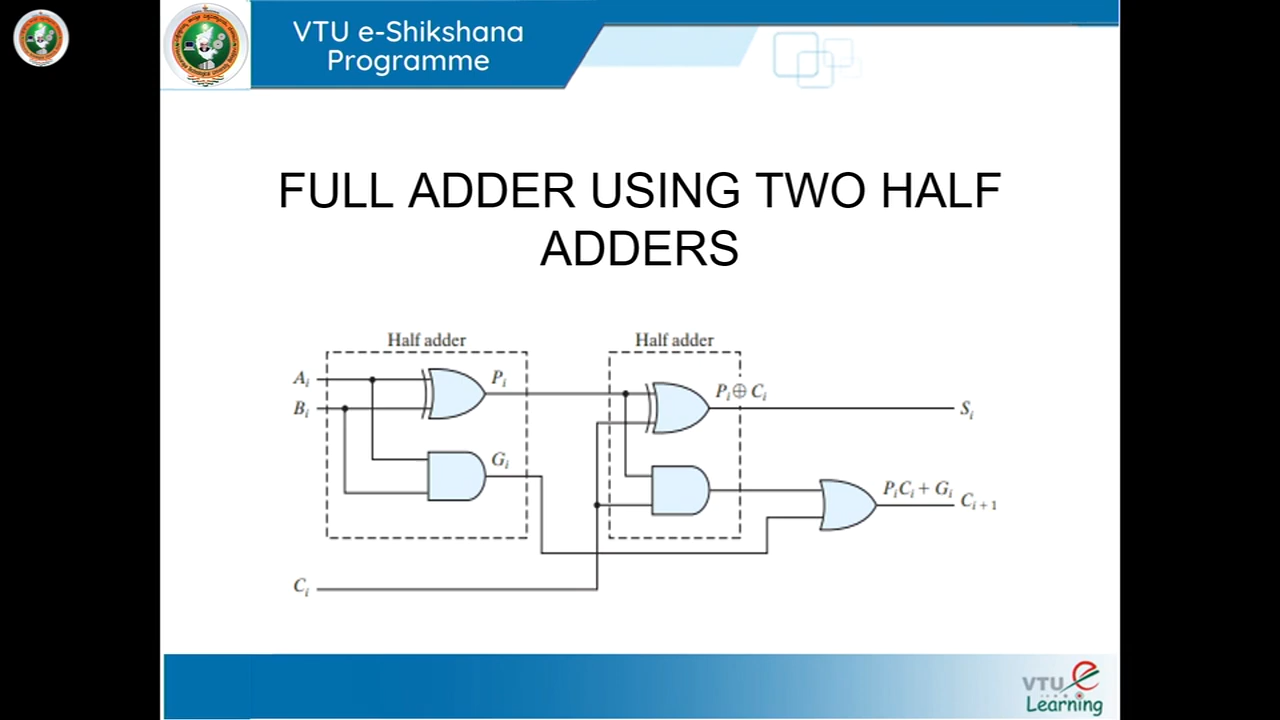 VTU e-Shikshana
Programme
FULL ADDER USING TWO HALF
ADDERS
Half adder
Half adder
Aᵢ
Pᵢ
Pᵢ⊕ Cᵢ
Bᵢ
Sᵢ
Gᵢ
PᵢCᵢ + Gᵢ
Cᵢ₊₁
Cᵢ
VTU e
Learning